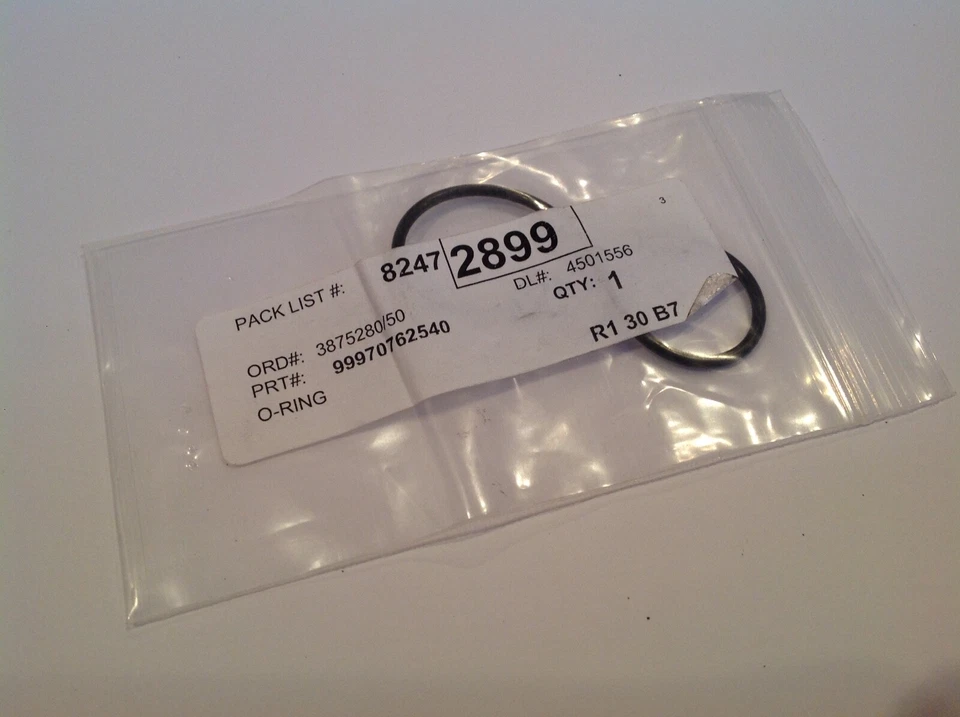 3
PACK LIST #: 8247 2899
DL#: 4501556
ORD#: 3875280/50
QTY: 1
PRT#: 99970762540
O-RING
R1 30 B7